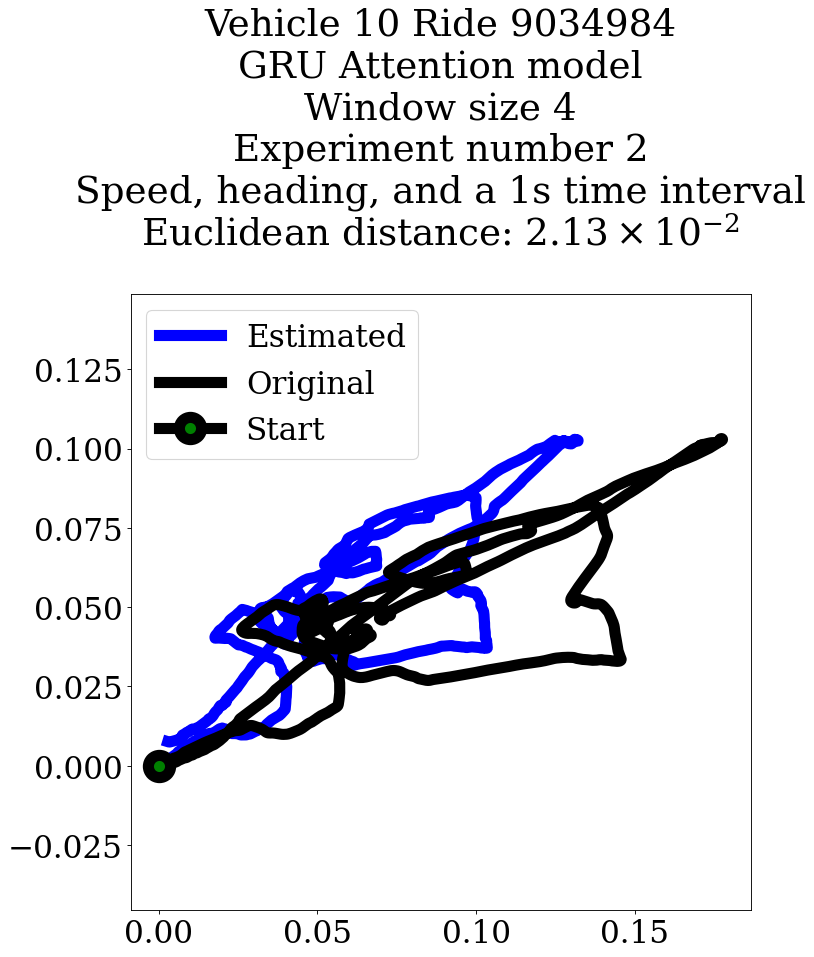 Vehicle 10 Ride 9034984
GRU Attention model
Window size 4
Experiment number 2
Speed, heading, and a 1s time interval
Euclidean distance: 2.13 × 10⁻²
Estimated
Original
Start
0.125
0.100
0.075
0.050
0.025
0.000
−0.025
0.00 0.05 0.10 0.15